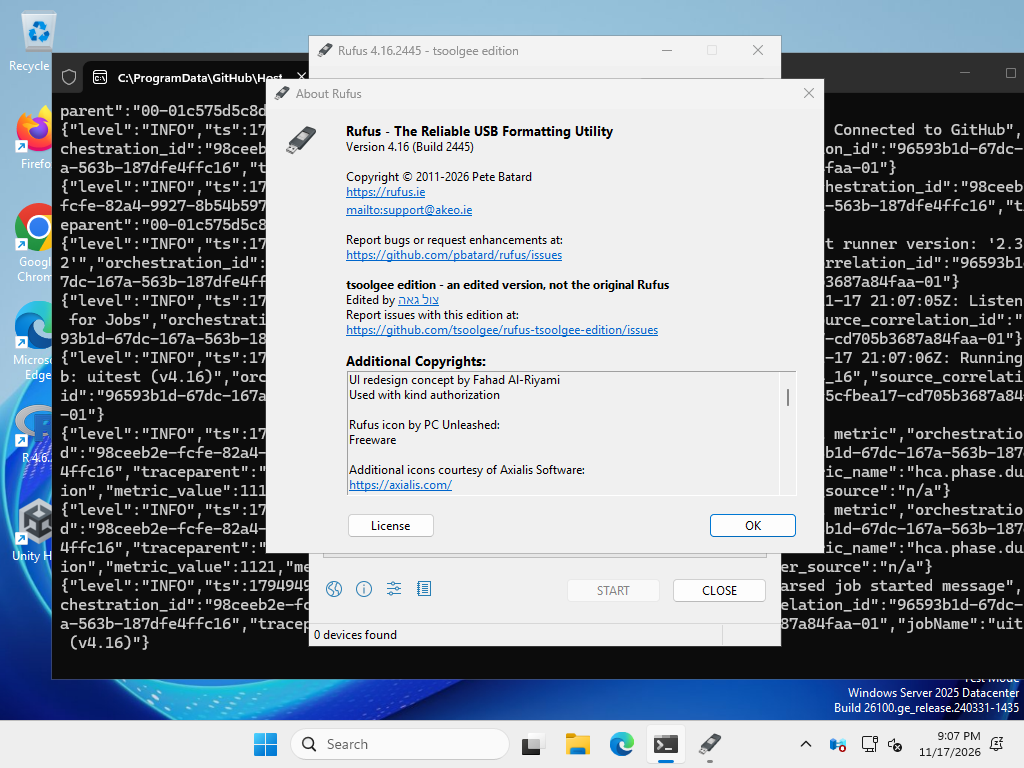 Recycle
Firefo
Googl
Chrom
Micros
Edge
R 4.6.
Unity H
Rufus 4.16.2445 - tsoolgee edition
C:\ProgramData\GitHub\Host
About Rufus
Rufus - The Reliable USB Formatting Utility
Version 4.16 (Build 2445)
Copyright © 2011-2026 Pete Batard
https://rufus.ie
mailto:support@akeo.ie
Report bugs or request enhancements at:
https://github.com/pbatard/rufus/issues
tsoolgee edition - an edited version, not the original Rufus
Edited by צול גאה
Report issues with this edition at:
https://github.com/tsoolgee/rufus-tsoolgee-edition/issues
Additional Copyrights:
UI redesign concept by Fahad Al-Riyami
Used with kind authorization
Rufus icon by PC Unleashed:
Freeware
Additional icons courtesy of Axialis Software:
https://axialis.com/
License
OK
START
CLOSE
0 devices found
parent":"00-01c575d5c8d
{"level":"INFO","ts":17 Connected to GitHub",
chestration_id":"98ceeb on_id":"96593b1d-67dc-
a-563b-187dfe4ffc16","t 84faa-01"}
{"level":"INFO","ts":17 chestration_id":"98ceeb
fcfe-82a4-9927-8b54b597 a-563b-187dfe4ffc16","t
eparent":"00-01c575d5c8
{"level":"INFO","ts":17 t runner version: '2.3
2'","orchestration_id": rrelation_id":"96593b1
7dc-167a-563b-187dfe4ff 3687a84faa-01"}
{"level":"INFO","ts":17 1-17 21:07:05Z: Listen
for Jobs","orchestratio ource_correlation_id":"
93b1d-67dc-167a-563b-18 -cd705b3687a84faa-01"}
{"level":"INFO","ts":17 -17 21:07:06Z: Running
b: uitest (v4.16)","orc _16","source_correlati
id":"96593b1d-67dc-167a 5cfbea17-cd705b3687a84
-01"}
{"level":"INFO","ts":17 metric","orchestration
d":"98ceeb2e-fcfe-82a4- b1d-67dc-167a-563b-187
4ffc16","traceparent":" ic_name":"hca.phase.du
ion","metric_value":111 source":"n/a"}
{"level":"INFO","ts":17 metric","orchestration
d":"98ceeb2e-fcfe-82a4- b1d-67dc-167a-563b-187
4ffc16","traceparent":" ic_name":"hca.phase.du
ion","metric_value":1121,"me er_source":"n/a"}
{"level":"INFO","ts":1794949 arsed job started message",
chestration_id":"98ceeb2e-fc elation_id":"96593b1d-67dc-
a-563b-187dfe4ffc16","tracep 87a84faa-01","jobName":"uit
(v4.16)"}
Test Mode
Windows Server 2025 Datacenter
Build 26100.ge_release.240331-1435
Search
9:07 PM
11/17/2026